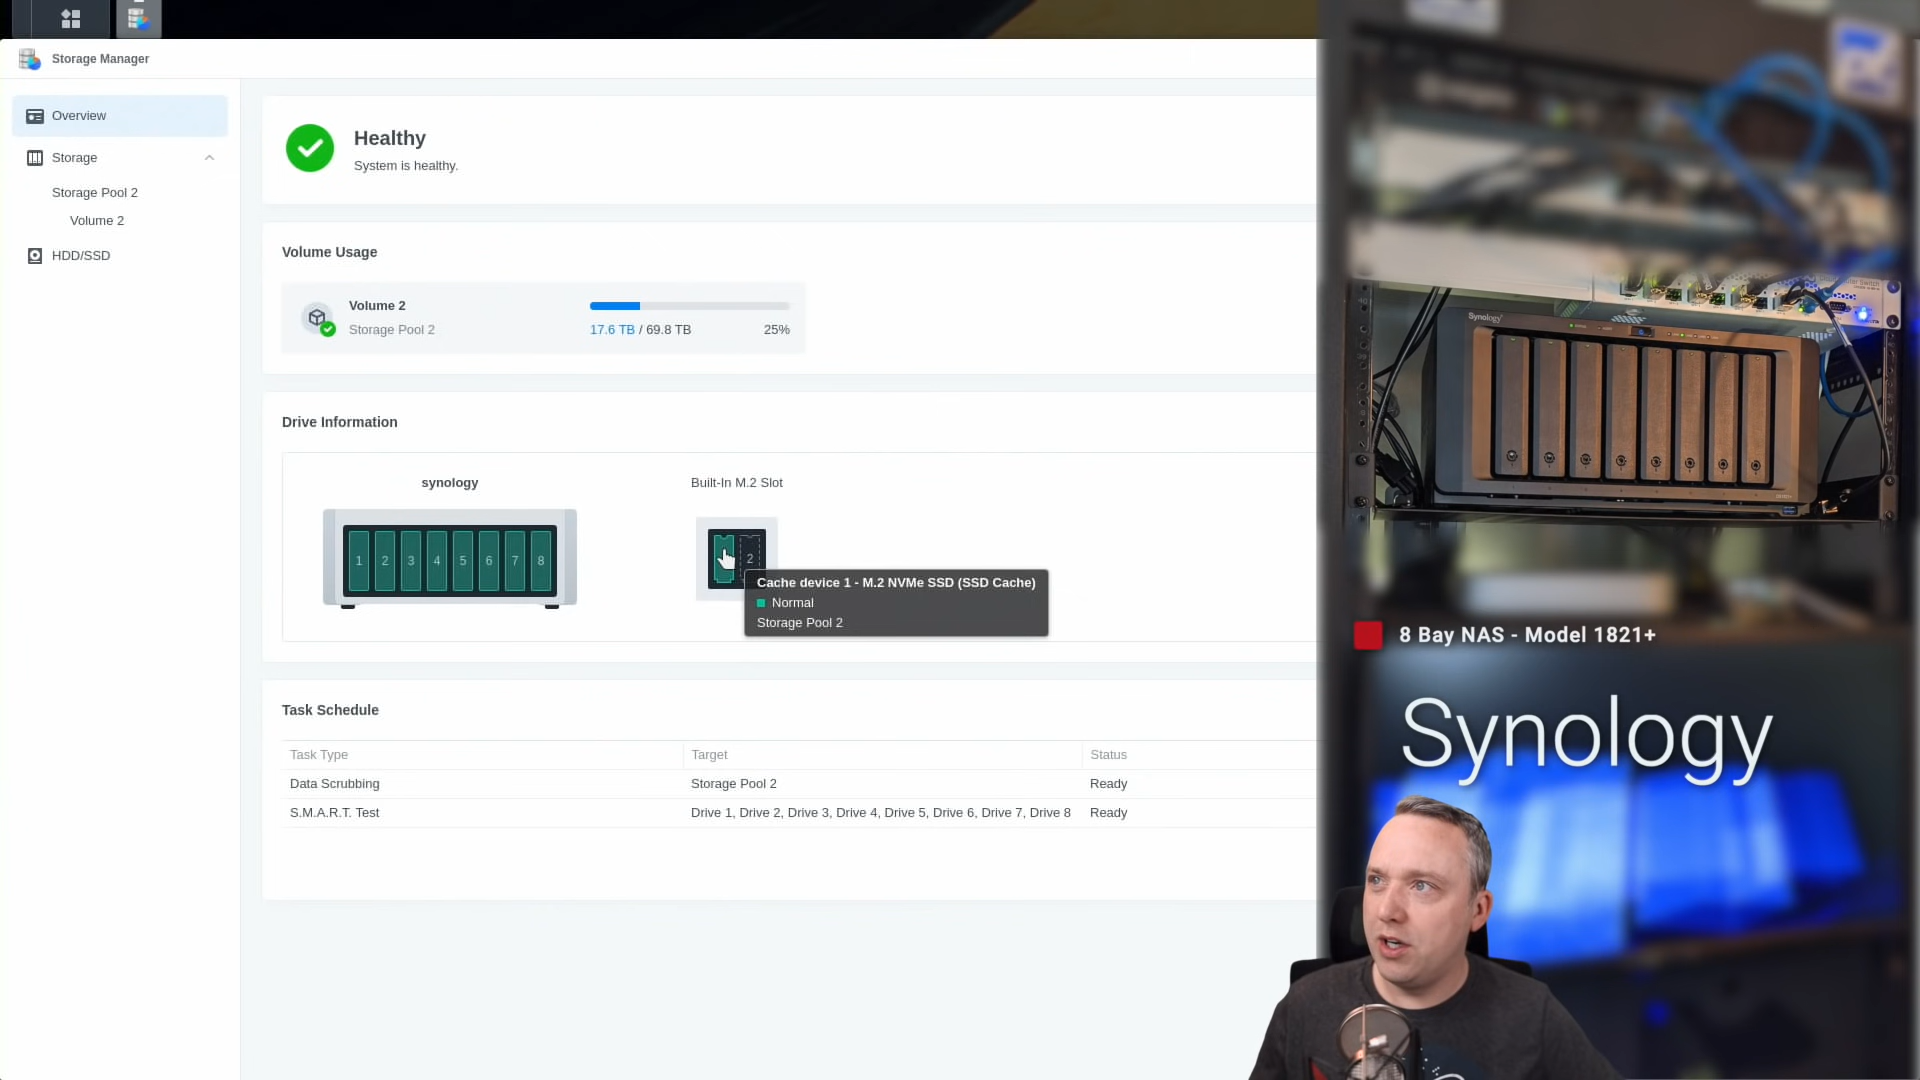 Storage Manager
Overview
Storage
Storage Pool 2
Volume 2
HDD/SSD
Healthy
System is healthy.
Volume Usage
Volume 2
Storage Pool 2
17.6 TB / 69.8 TB
25%
Drive Information
synology
1 2 3 4 5 6 7 8
Built-In M.2 Slot
2
Cache device 1 - M.2 NVMe SSD (SSD Cache)
Normal
Storage Pool 2
Task Schedule
Task Type Target Status
Data Scrubbing Storage Pool 2 Ready
S.M.A.R.T. Test Drive 1, Drive 2, Drive 3, Drive 4, Drive 5, Drive 6, Drive 7, Drive 8 Ready
Synology
8 Bay NAS - Model 1821+
Synology